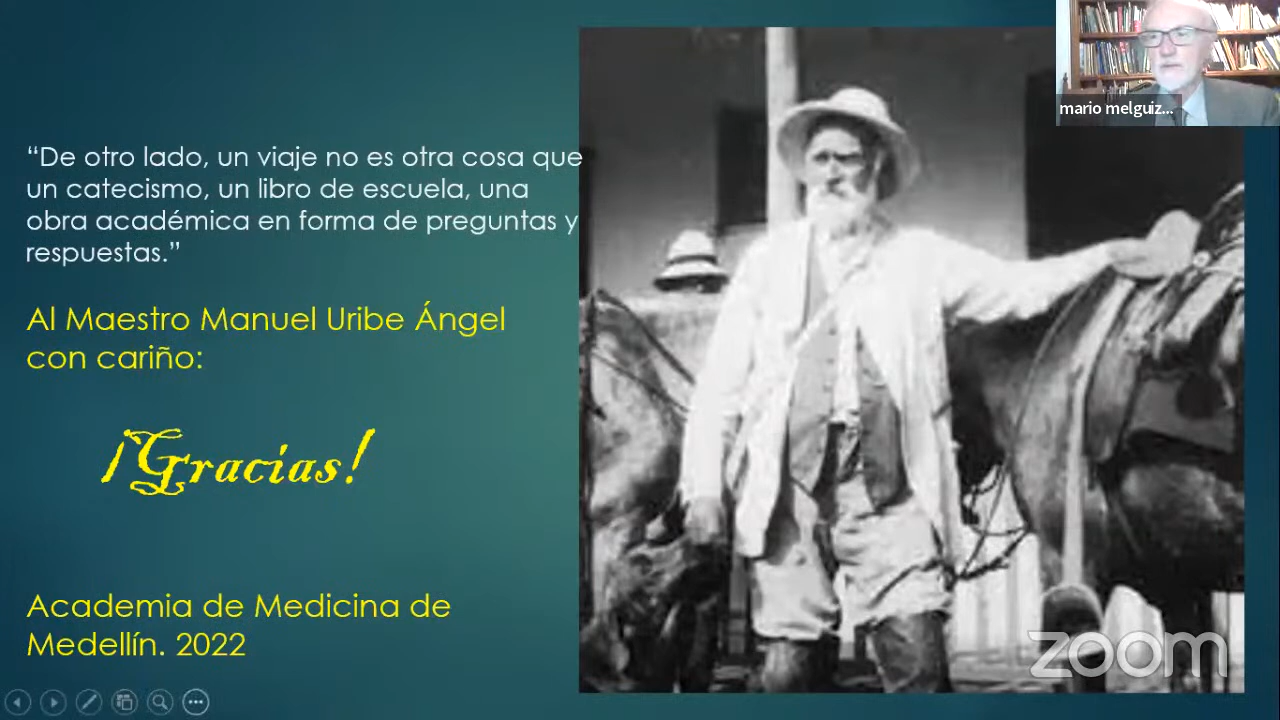 “De otro lado, un viaje no es otra cosa que
un catecismo, un libro de escuela, una
obra académica en forma de preguntas y
respuestas.”
Al Maestro Manuel Uribe Ángel
con cariño:
¡Gracias!
Academia de Medicina de
Medellín. 2022
mario melguiz...
zoom